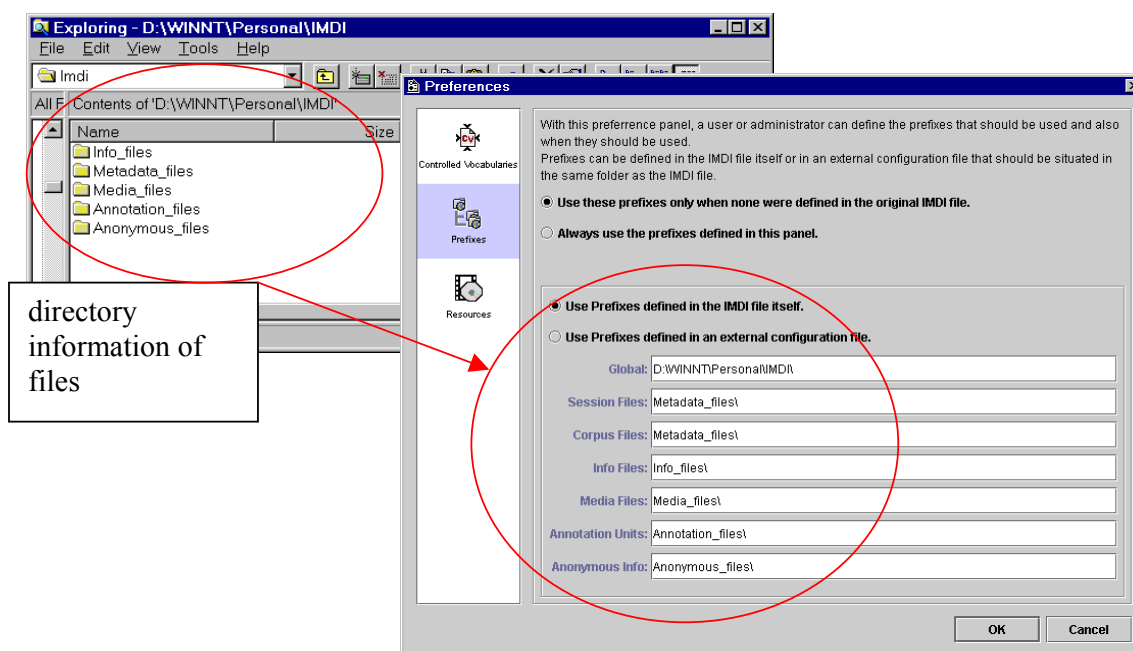 Exploring - D:\WINNT\Personal\IMDI
File Edit View Tools Help
Imdi
All F Contents of 'D:\WINNT\Personal\IMDI'
Name Size
Info_files
Metadata_files
Media_files
Annotation_files
Anonymous_files
directory
information of
files
Preferences
Controlled Vocabularies
Prefixes
Resources
With this preferrence panel, a user or administrator can define the prefixes that should be used and also
when they should be used.
Prefixes can be defined in the IMDI file itself or in an external configuration file that should be situated in
the same folder as the IMDI file.
Use these prefixes only when none were defined in the original IMDI file.
Always use the prefixes defined in this panel.
Use Prefixes defined in the IMDI file itself.
Use Prefixes defined in an external configuration file.
Global: D:\WINNT\Personal\IMDI\
Session Files: Metadata_files\
Corpus Files: Metadata_files\
Info Files: Info_files\
Media Files: Media_files\
Annotation Units: Annotation_files\
Anonymous Info: Anonymous_files\
OK Cancel